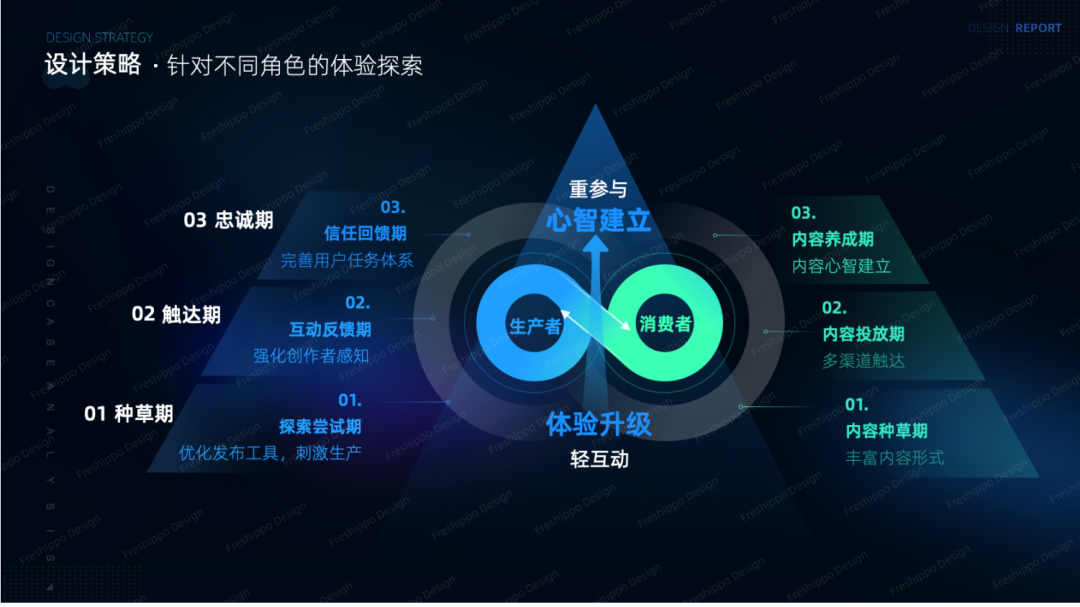 DESIGN STRATEGY
DESIGN REPORT
设计策略 · 针对不同角色的体验探索
03 忠诚期
03.
信任回馈期
完善用户任务体系
02 触达期
02.
互动反馈期
强化创作者感知
01 种草期
01.
探索尝试期
优化发布工具，刺激生产
重参与
心智建立
生产者
消费者
体验升级
轻互动
03.
内容养成期
内容心智建立
02.
内容投放期
多渠道触达
01.
内容种草期
丰富内容形式
DESIGN CASE ANALYSIS
Freshippo Design